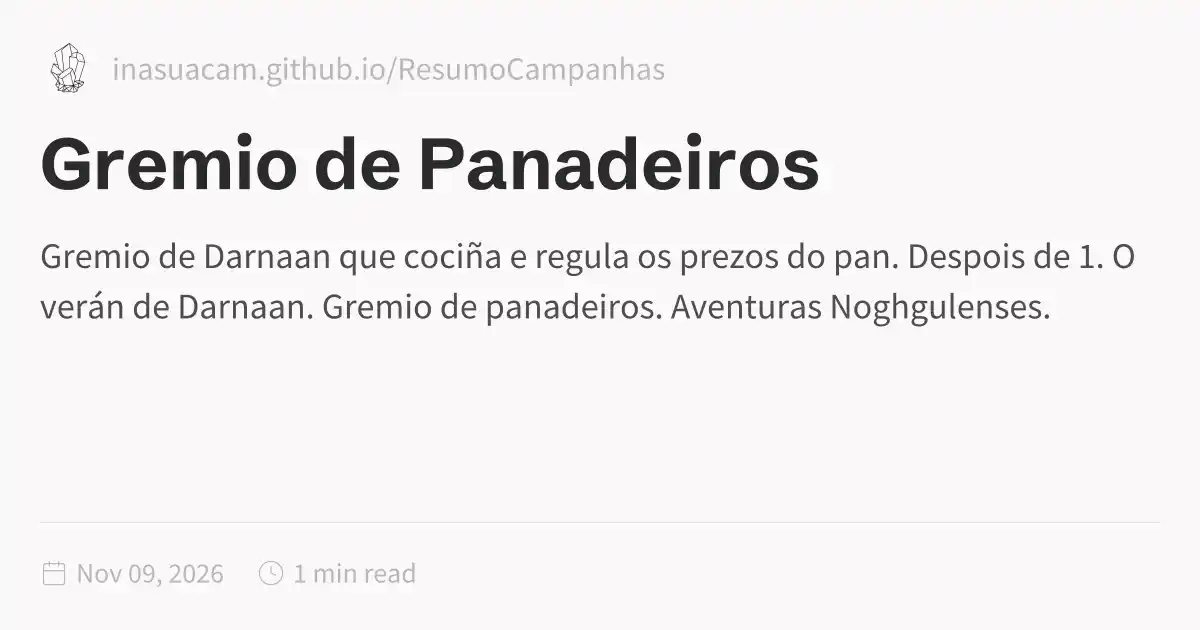 inasuacam.github.io/ResumoCampanhas
Gremio de Panadeiros
Gremio de Darnaan que cociña e regula os prezos do pan. Despois de 1. O
verán de Darnaan. Gremio de panadeiros. Aventuras Noghgulenses.
Nov 09, 2026
1 min read